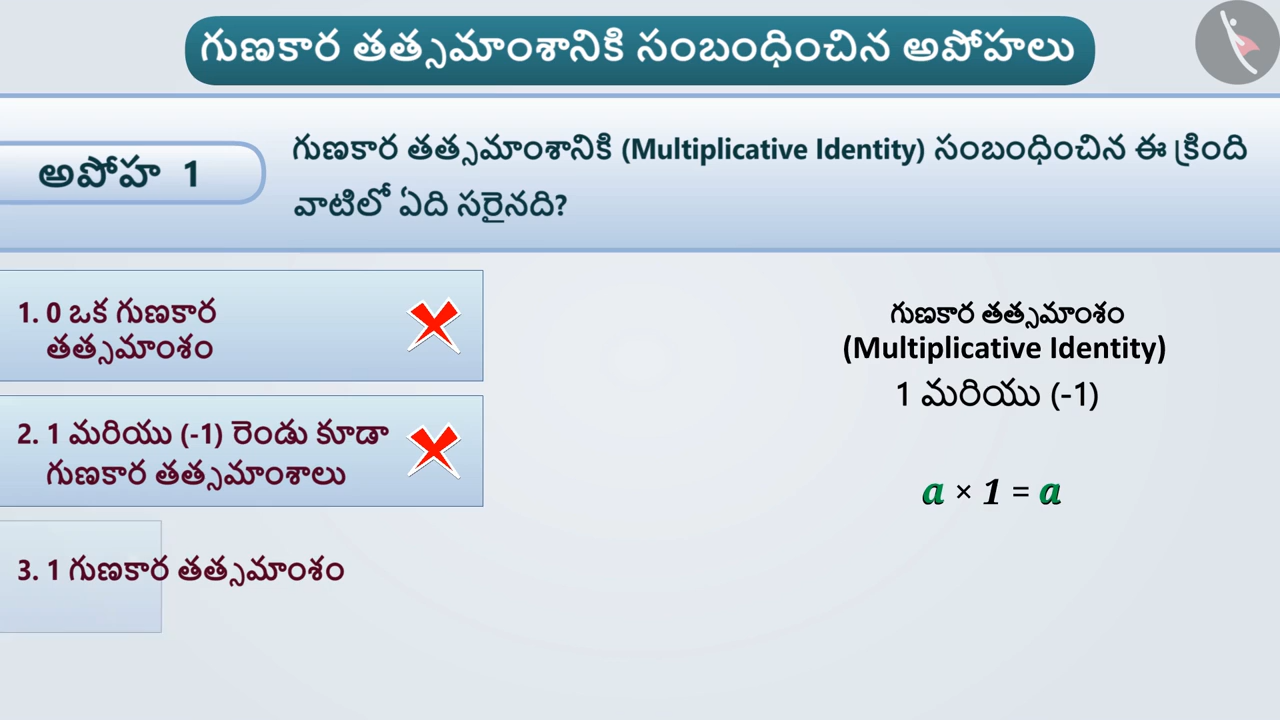 గుణకార తత్సమాంశానికి సంబంధించిన అపోహలు
అపోహ 1
గుణకార తత్సమాంశానికి (Multiplicative Identity) సంబంధించిన ఈ క్రింది
వాటిలో ఏది సరైనది?
1. 0 ఒక గుణకార
తత్సమాంశం
2. 1 మరియు (-1) రెండు కూడా
గుణకార తత్సమాంశాలు
3. 1 గుణకార తత్సమాంశం
గుణకార తత్సమాంశం
(Multiplicative Identity)
1 మరియు (-1)
a × 1 = a